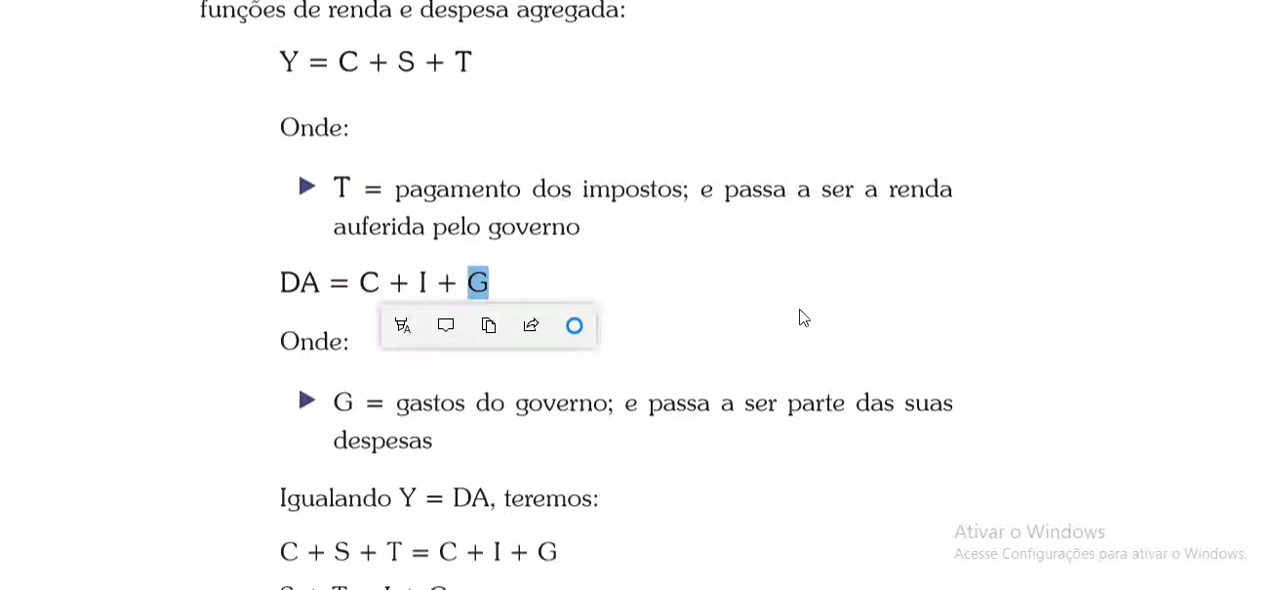 funções de renda e despesa agregada:
Y = C + S + T
Onde:
T = pagamento dos impostos; e passa a ser a renda
auferida pelo governo
DA = C + I + G
Onde:
G = gastos do governo; e passa a ser parte das suas
despesas
Igualando Y = DA, teremos:
C + S + T = C + I + G
Ativar o Windows
Acesse Configurações para ativar o Windows.